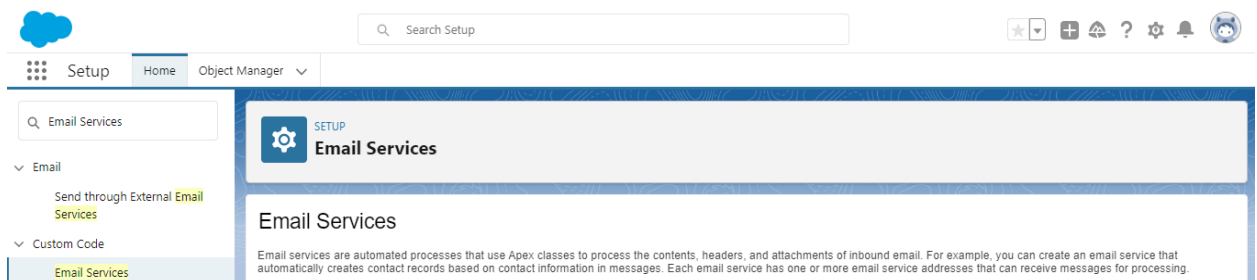 Search Setup
Setup
Home
Object Manager
Email Services
Email
Send through External Email
Services
Custom Code
Email Services
SETUP
Email Services
Email Services
Email services are automated processes that use Apex classes to process the contents, headers, and attachments of inbound email. For example, you can create an email service that
automatically creates contact records based on contact information in messages. Each email service has one or more email service addresses that can receive messages for processing.